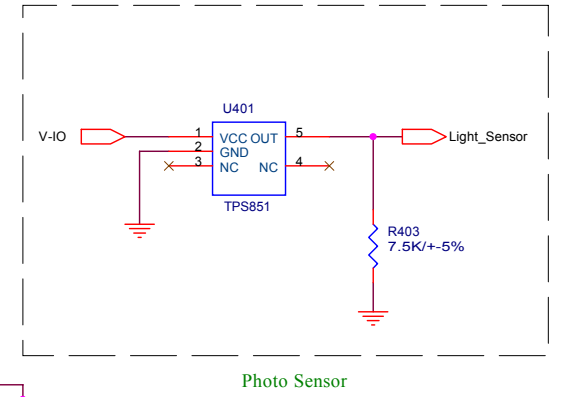 U401
V-IO
1
VCC OUT
5
Light_Sensor
2
GND
3
NC
NC
4
TPS851
R403
7.5K/+-5%
Photo Sensor